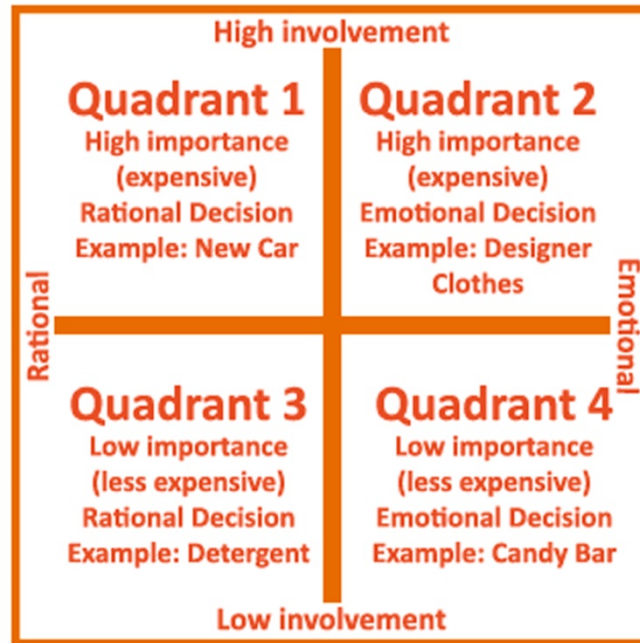 High involvement
Quadrant 1
High importance
(expensive)
Rational Decision
Example: New Car
Quadrant 2
High importance
(expensive)
Emotional Decision
Example: Designer
Clothes
Rational
Emotional
Quadrant 3
Low importance
(less expensive)
Rational Decision
Example: Detergent
Quadrant 4
Low importance
(less expensive)
Emotional Decision
Example: Candy Bar
Low involvement